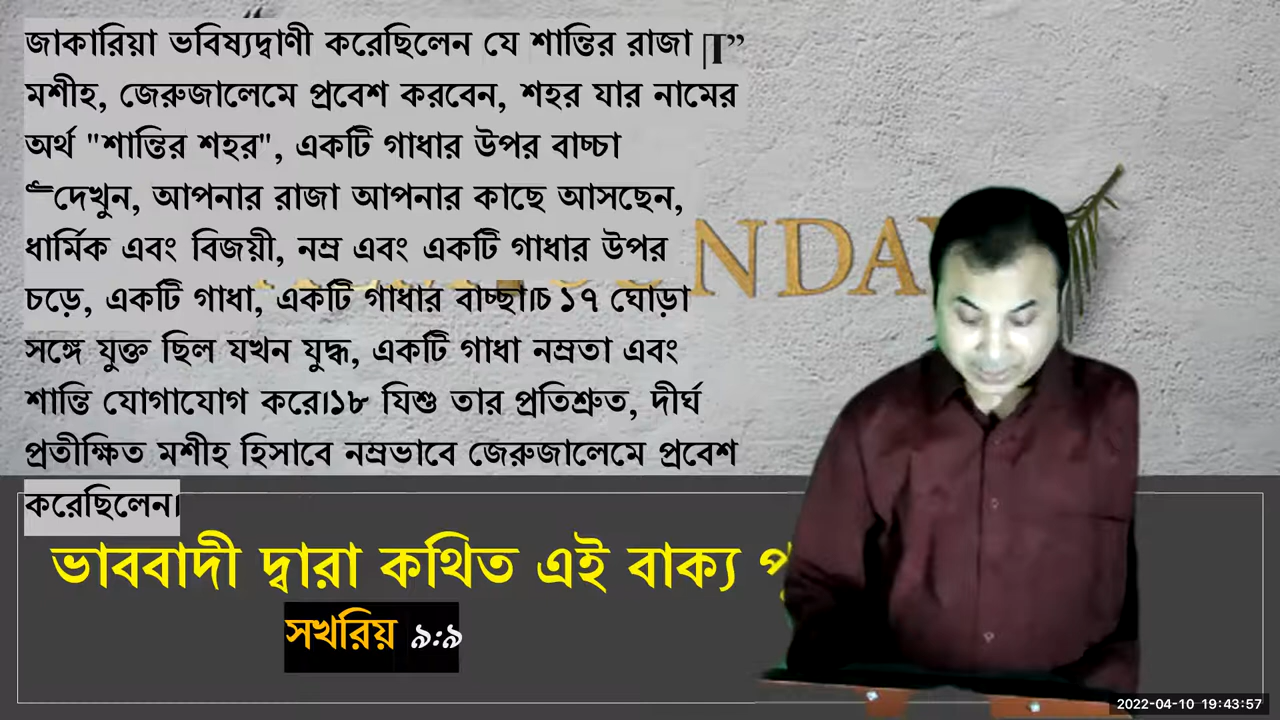 জাকারিয়া ভবিষ্যদ্বাণী করেছিলেন যে শান্তির রাজা
মশীহ, জেরুজালেমে প্রবেশ করবেন, শহর যার নামের
অর্থ "শান্তির শহর", একটি গাধার উপর বাচ্চা
দেখুন, আপনার রাজা আপনার কাছে আসছেন,
ধার্মিক এবং বিজয়ী, নম্র এবং একটি গাধার উপর
চড়ে, একটি গাধা, একটি গাধার বাচ্ছা।চ ১৭ ঘোড়া
সঙ্গে যুক্ত ছিল যখন যুদ্ধ, একটি গাধা নম্রতা এবং
শান্তি যোগাযোগ করে।১৮ যিশু তার প্রতিশ্রুত, দীর্ঘ
প্রতীক্ষিত মশীহ হিসাবে নম্রভাবে জেরুজালেমে প্রবেশ
করেছিলেন।
ভাববাদী দ্বারা কথিত এই বাক্য
সখরিয় ৯:৯
2022-04-10 19:43:57